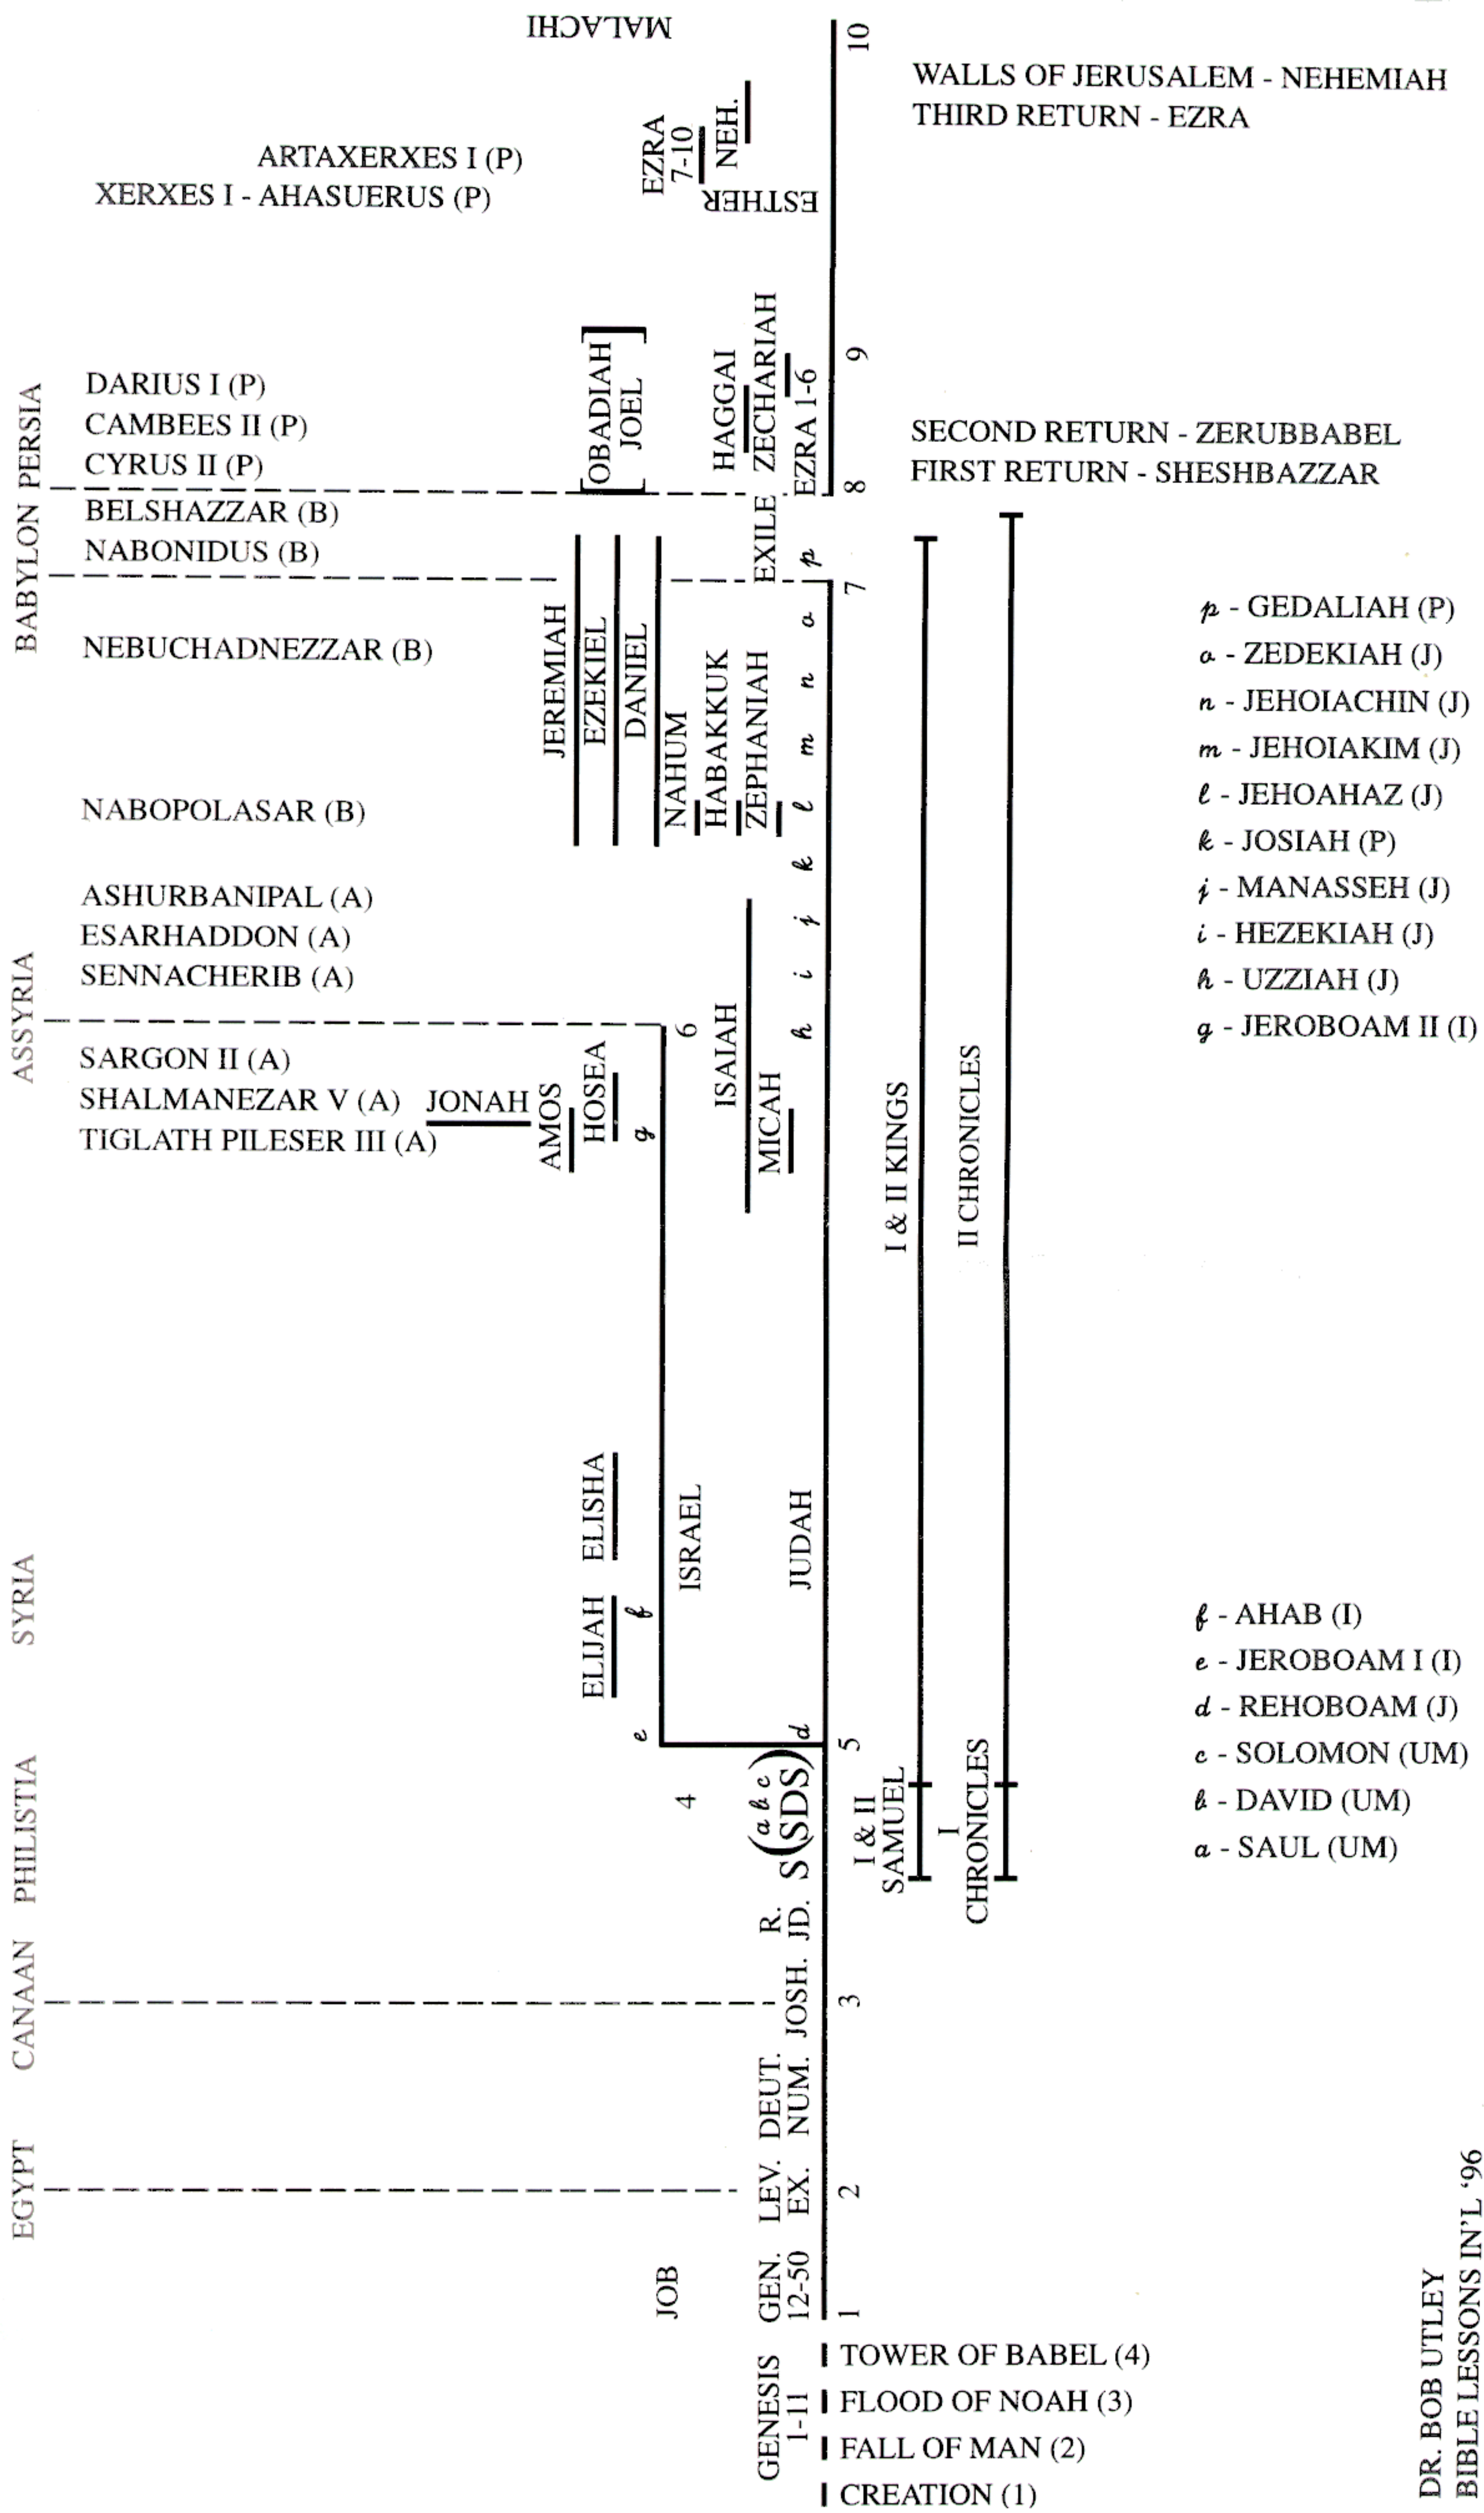 MALACHI
10
WALLS OF JERUSALEM - NEHEMIAH
THIRD RETURN - EZRA
ARTAXERXES I (P)
XERXES I - AHASUERUS (P)
EZRA
7-10
NEH.
ESTHER
BABYLON PERSIA
DARIUS I (P)
CAMBEES II (P)
CYRUS II (P)
BELSHAZZAR (B)
NABONIDUS (B)
NEBUCHADNEZZAR (B)
NABOPOLASAR (B)
[OBADIAH]
JOEL
HAGGAI
ZECHARIAH
EZRA 1-6
9
8
SECOND RETURN - ZERUBBABEL
FIRST RETURN - SHESHBAZZAR
EXILE
p
7
JEREMIAH
EZEKIEL
DANIEL
NAHUM
HABAKKUK
ZEPHANIAH
h i j k l m n o
p - GEDALIAH (P)
o - ZEDEKIAH (J)
n - JEHOIACHIN (J)
m - JEHOIAKIM (J)
l - JEHOAHAZ (J)
k - JOSIAH (P)
j - MANASSEH (J)
i - HEZEKIAH (J)
h - UZZIAH (J)
g - JEROBOAM II (I)
ASSYRIA
ASHURBANIPAL (A)
ESARHADDON (A)
SENNACHERIB (A)
SARGON II (A)
SHALMANEZAR V (A)
TIGLATH PILESER III (A)
JONAH
AMOS
HOSEA
g
6
ISAIAH
MICAH
I & II KINGS
II CHRONICLES
SYRIA
ELIJAH ELISHA
f
e
ISRAEL
JUDAH
d
5
f - AHAB (I)
e - JEROBOAM I (I)
d - REHOBOAM (J)
c - SOLOMON (UM)
b - DAVID (UM)
a - SAUL (UM)
PHILISTIA
4
a b c
S (SDS)
I & II
SAMUEL
I
CHRONICLES
CANAAN
R.
JD.
JOSH.
3
DEUT.
NUM.
EGYPT
LEV.
EX.
2
JOB
GEN.
12-50
1
GENESIS
1-11
TOWER OF BABEL (4)
FLOOD OF NOAH (3)
FALL OF MAN (2)
CREATION (1)
DR. BOB UTLEY
BIBLE LESSONS IN'L '96